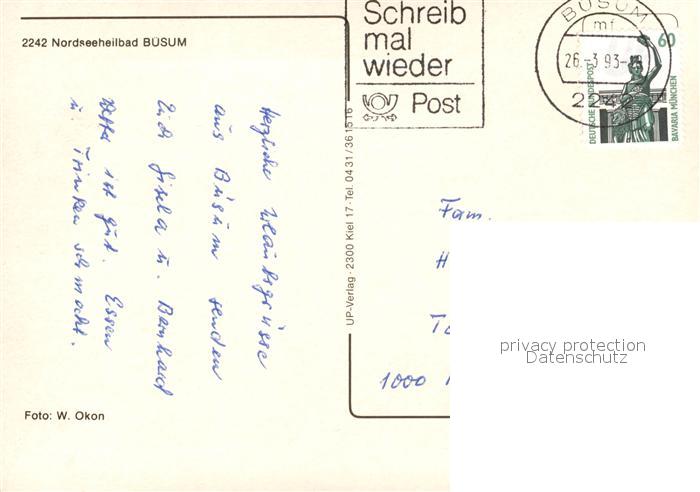 2242 Nordseeheilbad BÜSUM
Herzliche Urlaubsgrüsse
aus Büsum senden
Euch Gisela u. Bernhard
Wetter ist gut. Essen
u. Trinken schmeckt.
Foto: W. Okon
UP-Verlag · 2300 Kiel 17 · Tel. 0431/361516
Schreib
mal
wieder
Post
BÜSUM
mf
26.-3.93-
2242
60
DEUTSCHE BUNDESPOST
BAVARIA MÜNCHEN
Fam.
H
1000
privacy protection
Datenschutz